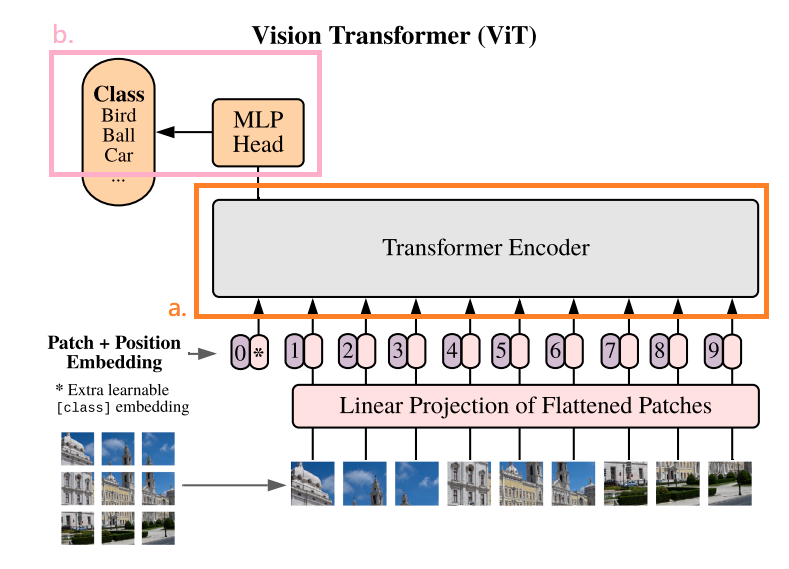 b.
Vision Transformer (ViT)
Class
Bird
Ball
Car
...
MLP
Head
Transformer Encoder
a.
Patch + Position
Embedding
0 * 1 2 3 4 5 6 7 8 9
* Extra learnable
[class] embedding
Linear Projection of Flattened Patches